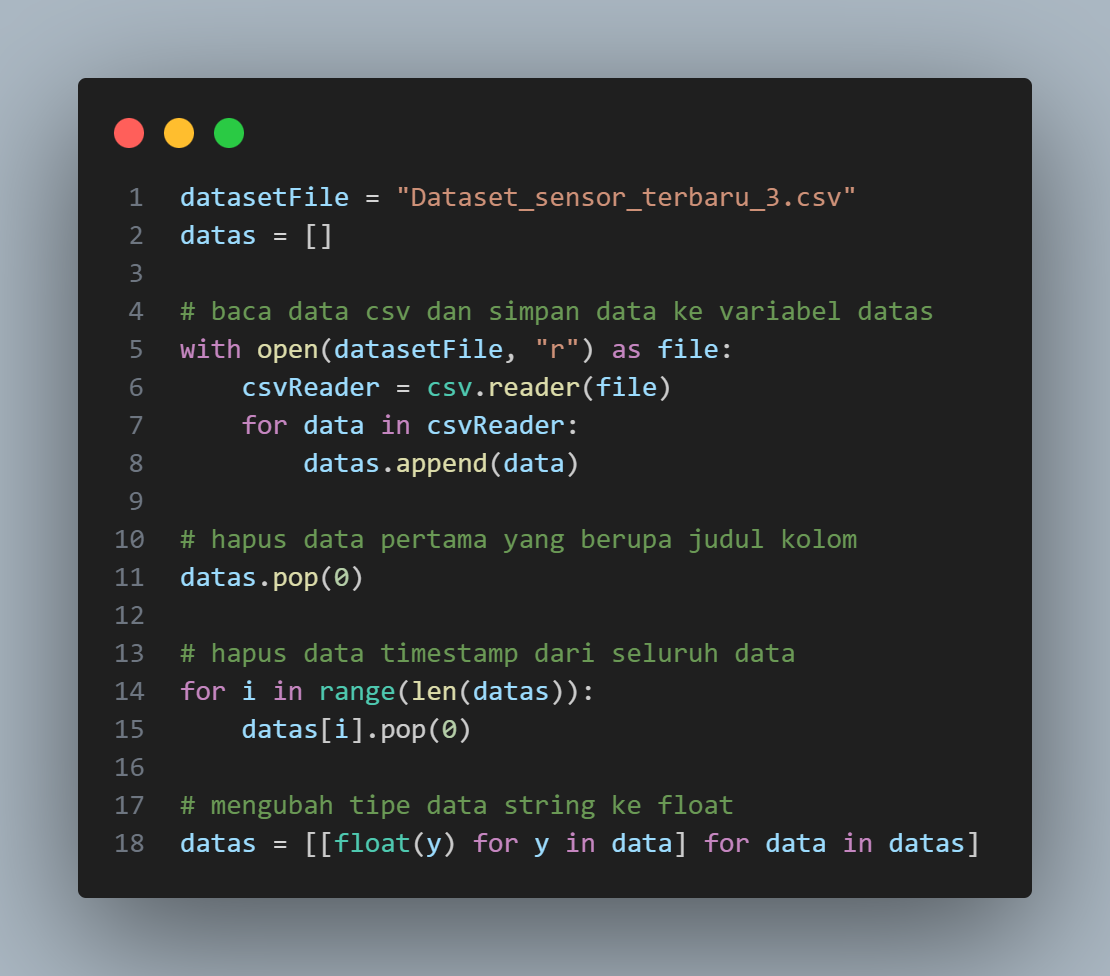 1 datasetFile = "Dataset_sensor_terbaru_3.csv"
2 datas = []
3
4 # baca data csv dan simpan data ke variabel datas
5 with open(datasetFile, "r") as file:
6     csvReader = csv.reader(file)
7     for data in csvReader:
8         datas.append(data)
9
10 # hapus data pertama yang berupa judul kolom
11 datas.pop(0)
12
13 # hapus data timestamp dari seluruh data
14 for i in range(len(datas)):
15     datas[i].pop(0)
16
17 # mengubah tipe data string ke float
18 datas = [[float(y) for y in data] for data in datas]